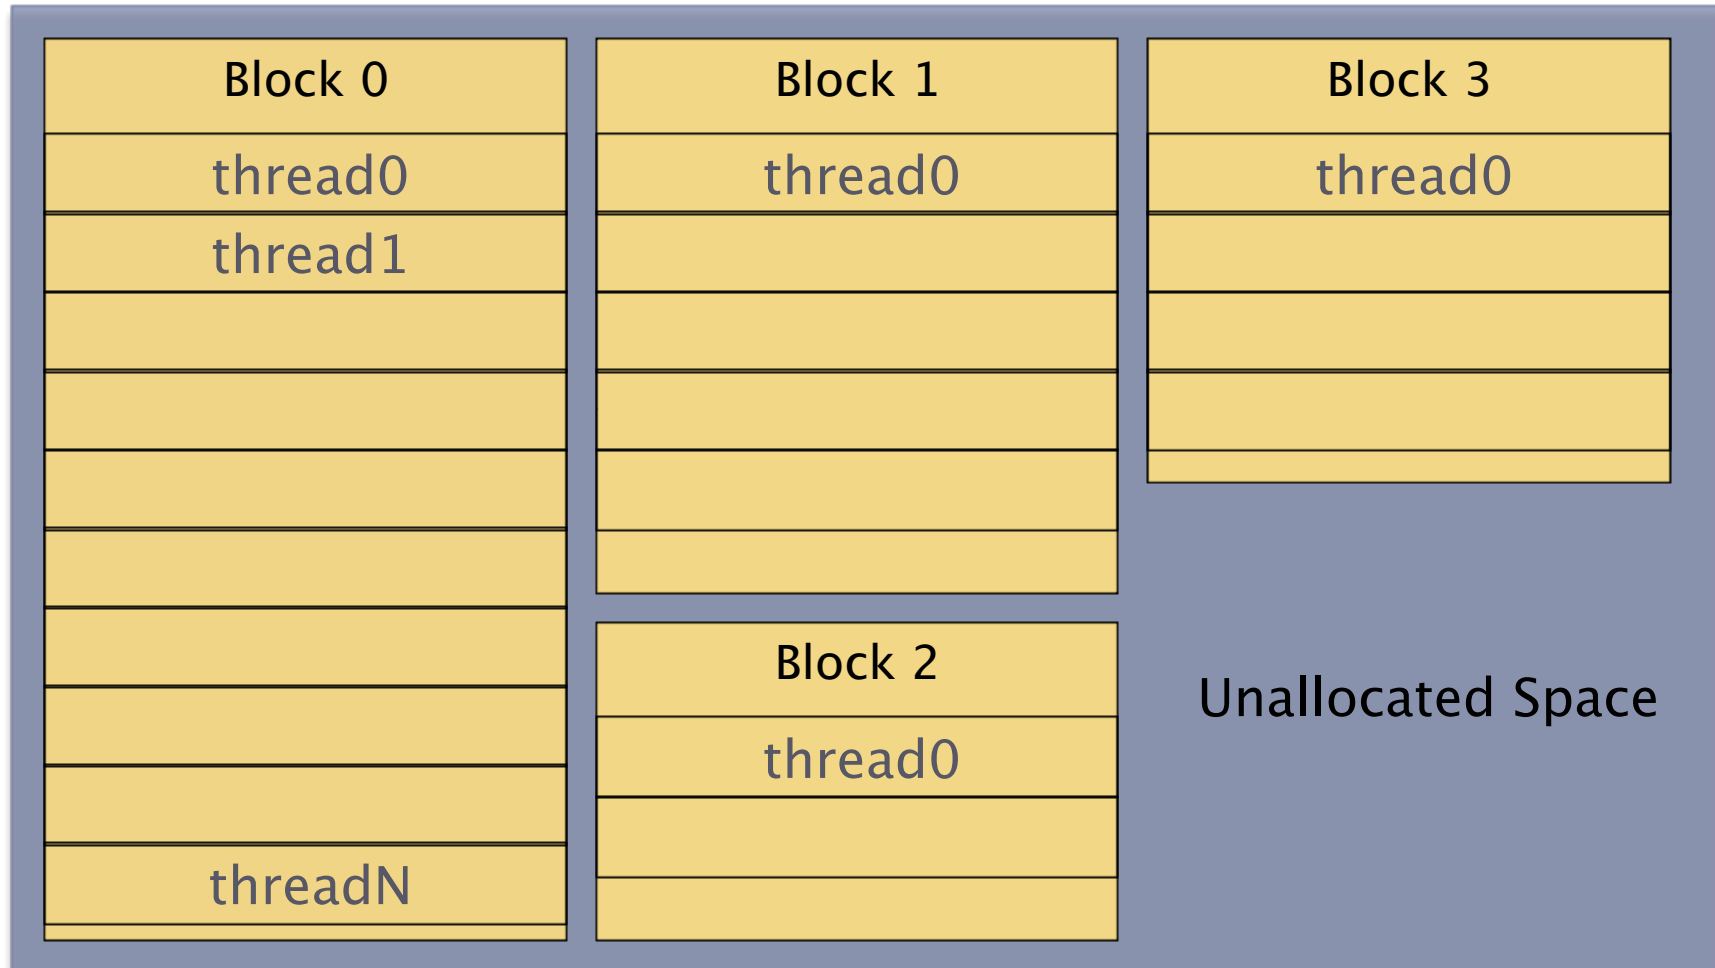 Block 0
thread0
thread1
threadN
Block 1
thread0
Block 2
thread0
Block 3
thread0
Unallocated Space